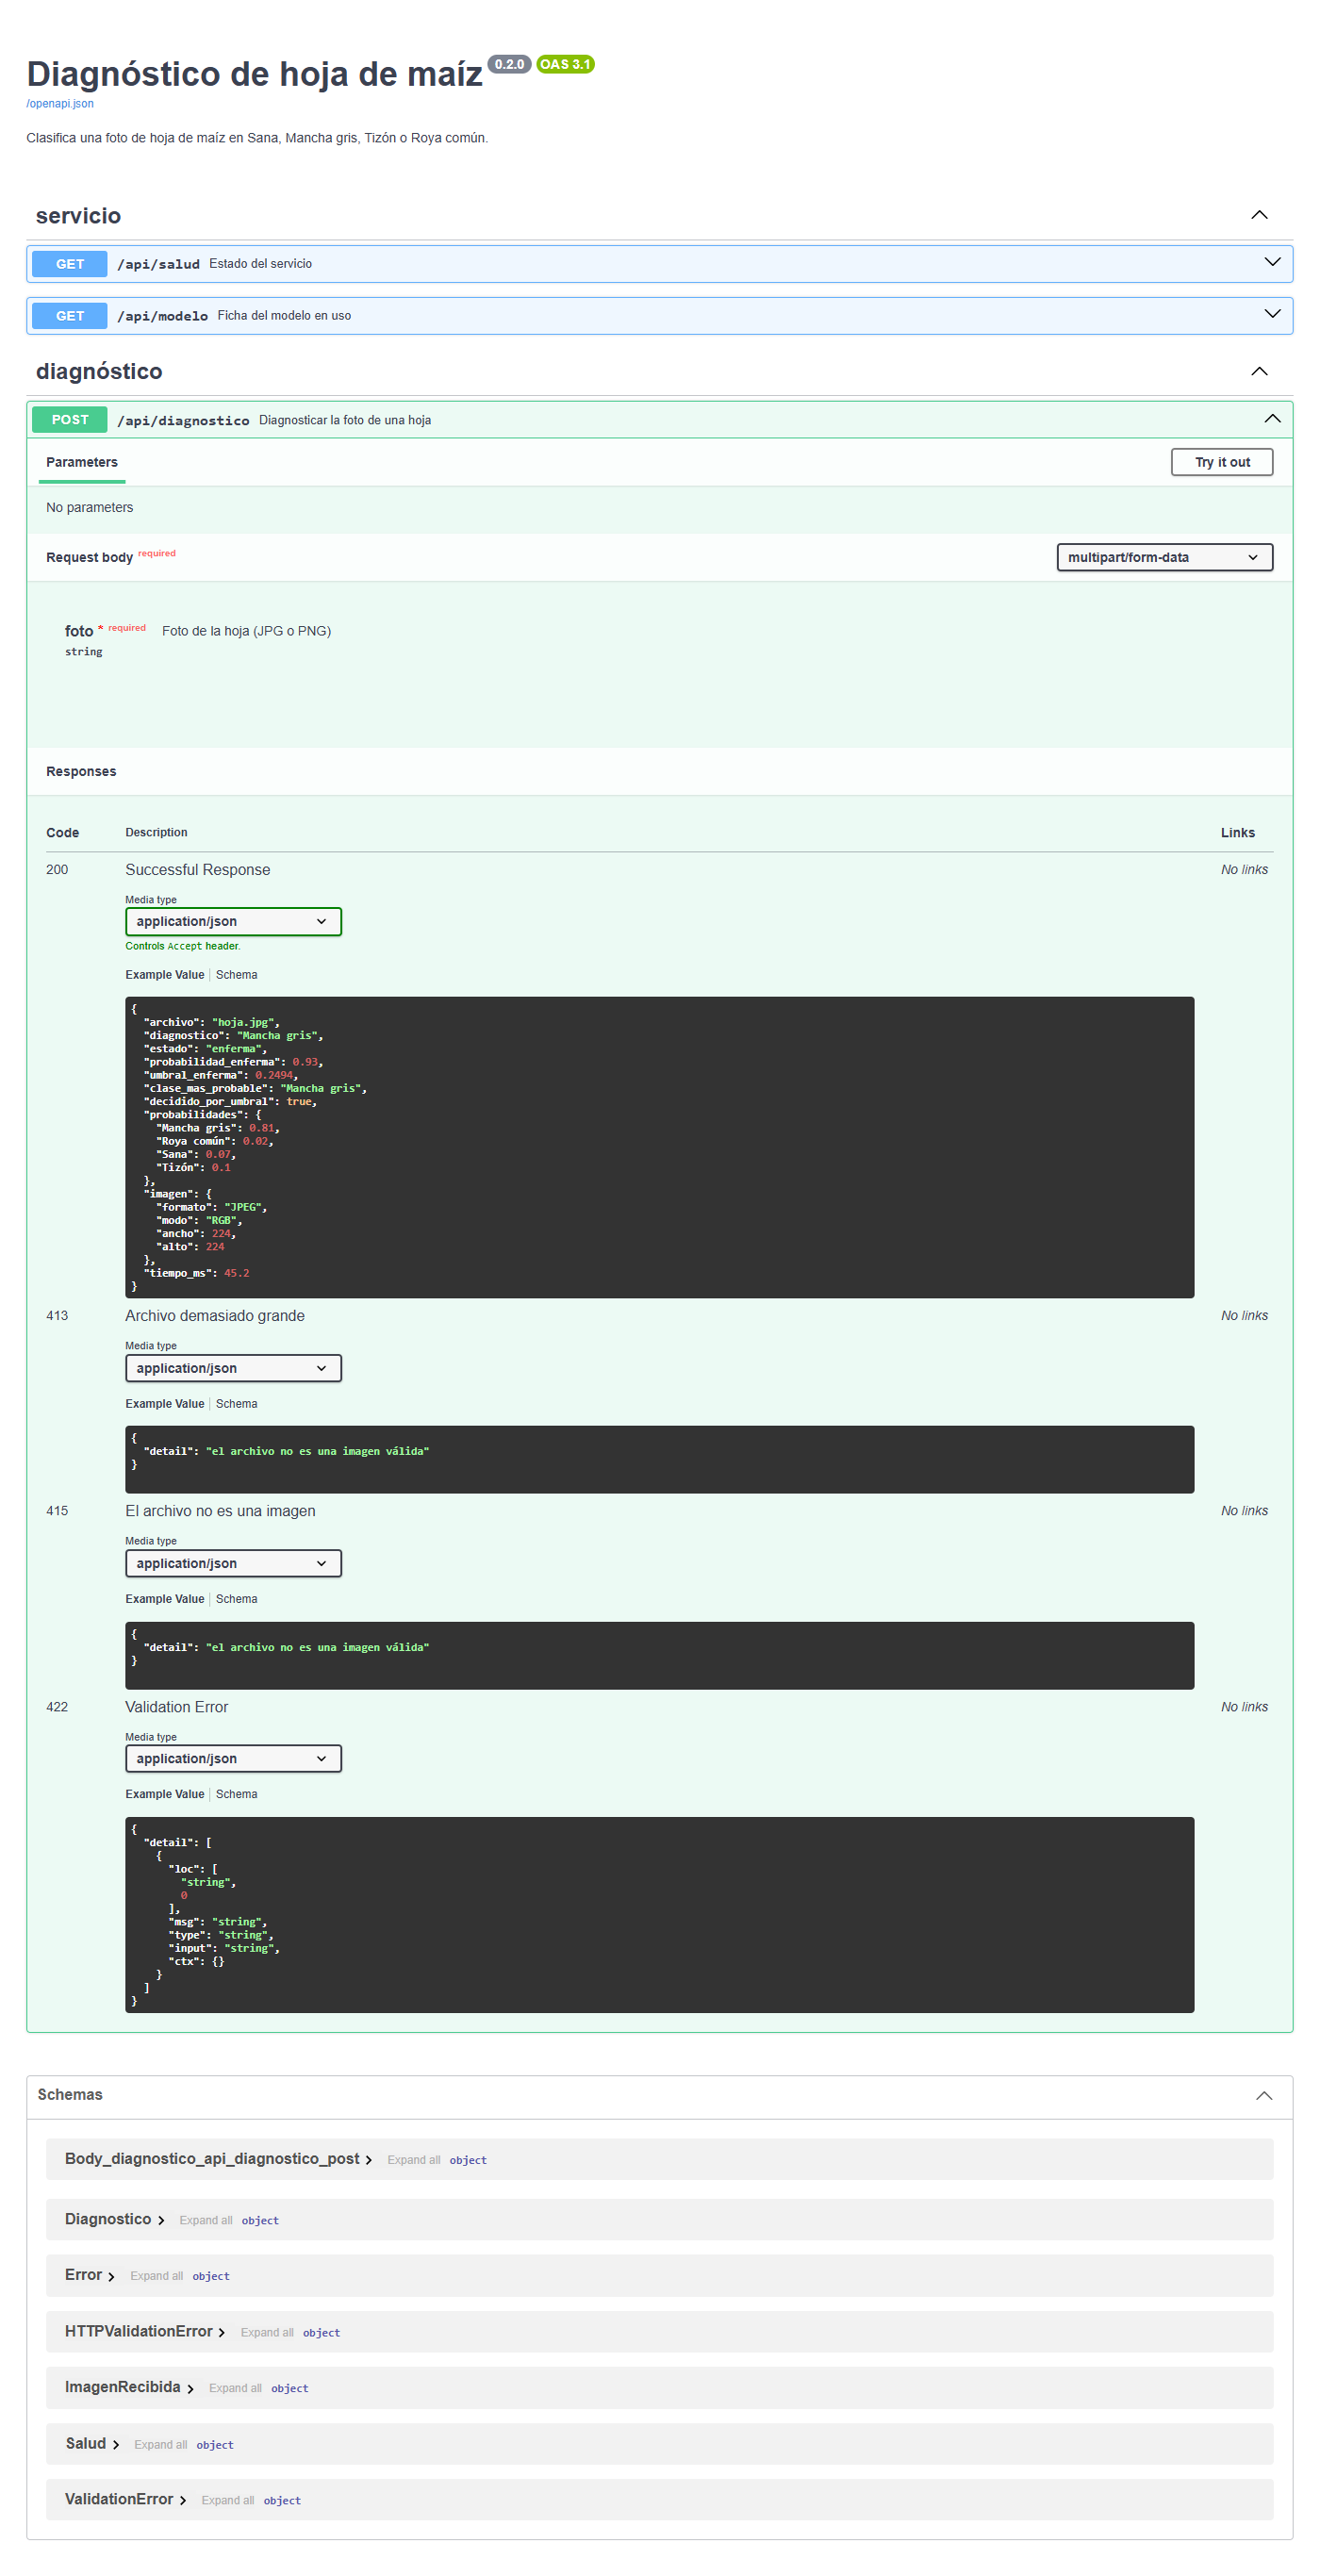 Diagnóstico de hoja de maíz 0.2.0 OAS 3.1
/openapi.json
Clasifica una foto de hoja de maíz en Sana, Mancha gris, Tizón o Roya común.
servicio
GET /api/salud Estado del servicio
GET /api/modelo Ficha del modelo en uso
diagnóstico
POST /api/diagnostico Diagnosticar la foto de una hoja
Parameters
Try it out
No parameters
Request body required
multipart/form-data
foto * required Foto de la hoja (JPG o PNG)
string
Responses
Code Description Links
200 Successful Response No links
Media type
application/json
Controls Accept header.
Example Value Schema
{
"archivo": "hoja.jpg",
"diagnostico": "Mancha gris",
"estado": "enferma",
"probabilidad_enferma": 0.93,
"umbral_enferma": 0.2494,
"clase_mas_probable": "Mancha gris",
"decidido_por_umbral": true,
"probabilidades": {
"Mancha gris": 0.81,
"Roya común": 0.02,
"Sana": 0.07,
"Tizón": 0.1
},
"imagen": {
"formato": "JPEG",
"modo": "RGB",
"ancho": 224,
"alto": 224
},
"tiempo_ms": 45.2
}
413 Archivo demasiado grande No links
Media type
application/json
Example Value Schema
{
"detail": "el archivo no es una imagen válida"
}
415 El archivo no es una imagen No links
Media type
application/json
Example Value Schema
{
"detail": "el archivo no es una imagen válida"
}
422 Validation Error No links
Media type
application/json
Example Value Schema
{
"detail": [
{
"loc": [
"string",
0
],
"msg": "string",
"type": "string",
"input": "string",
"ctx": {}
}
]
}
Schemas
Body_diagnostico_api_diagnostico_post Expand all object
Diagnostico Expand all object
Error Expand all object
HTTPValidationError Expand all object
ImagenRecibida Expand all object
Salud Expand all object
ValidationError Expand all object